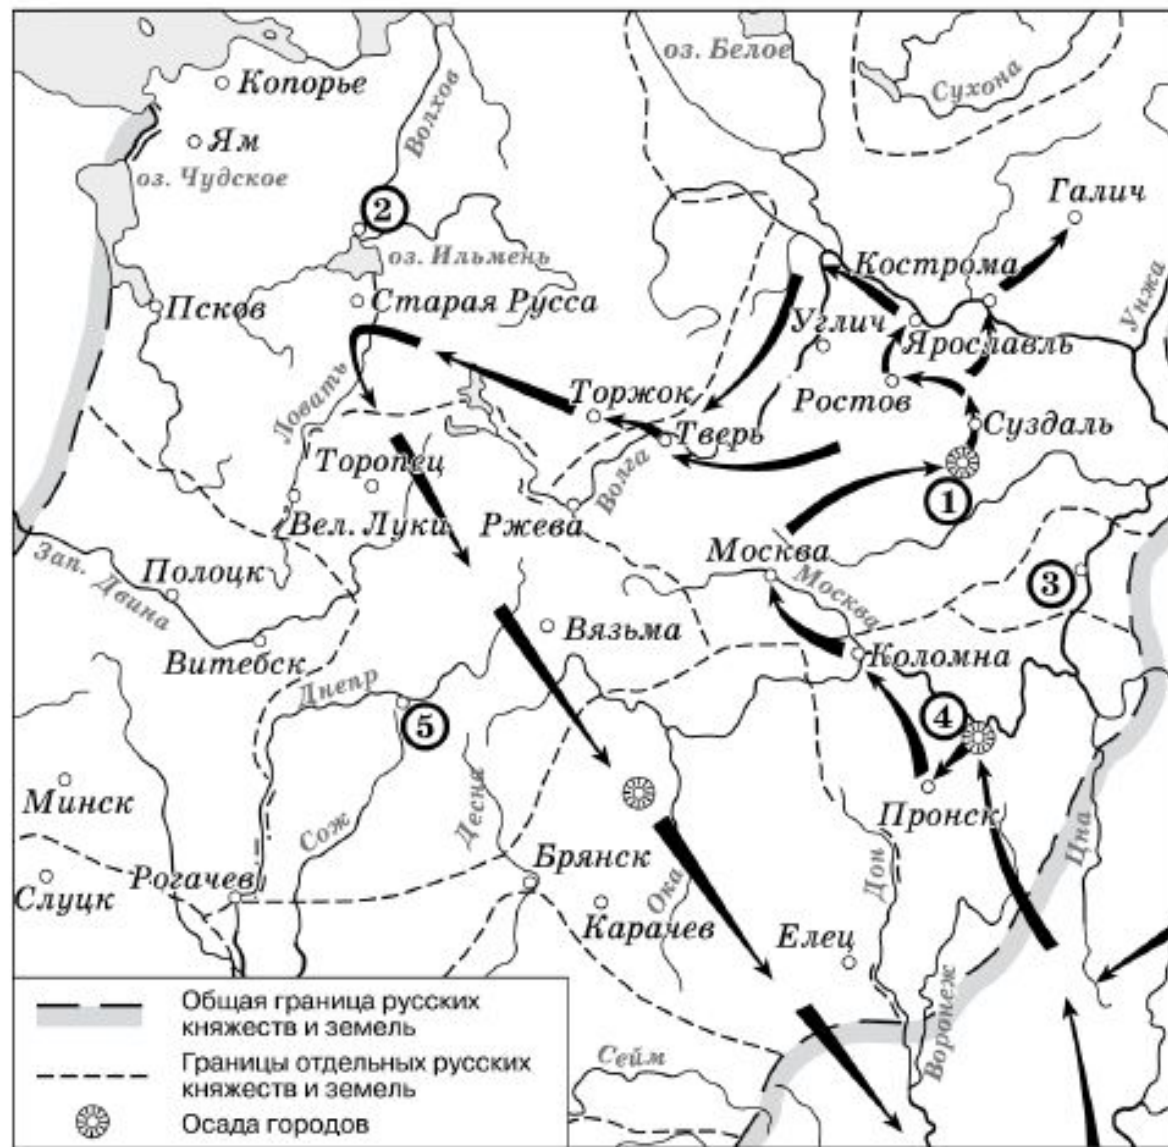 оз. Белое
Сухона
Копорье
Волхов
Ям
оз. Чудское
Галич
2
оз. Ильмень
Кострома
Унжа
Псков
Старая Русса
Углич
Ярославль
Ловать
Торжок
Ростов
Тверь
Суздаль
Торопец
Волга
1
Вел. Луки
Ржева
Зап. Двина
Полоцк
Москва
Москва
3
Витебск
Вязьма
Коломна
Днепр
5
4
Минск
Сож
Десна
Пронск
Цна
Слуцк
Рогачев
Брянск
Дон
Карачев
Ока
Елец
Воронеж
Сейм
Общая граница русских
княжеств и земель
Границы отдельных русских
княжеств и земель
Осада городов